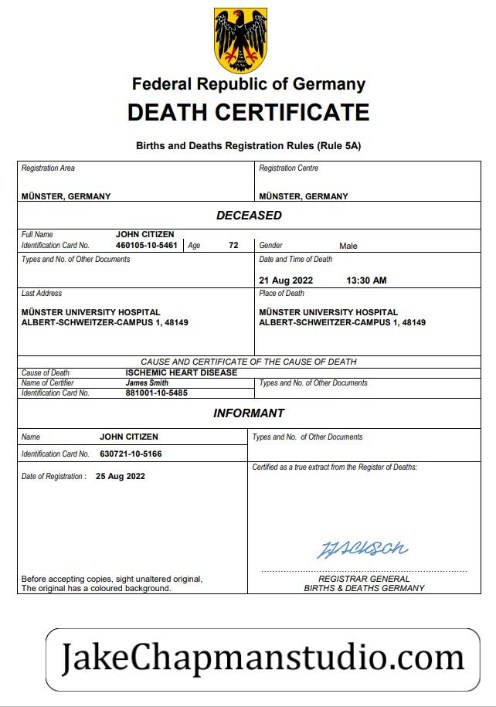 Federal Republic of Germany
DEATH CERTIFICATE
Births and Deaths Registration Rules (Rule 5A)
Registration Area
Registration Centre
MÜNSTER, GERMANY
MÜNSTER, GERMANY
DECEASED
Full Name JOHN CITIZEN
Identification Card No. 460105-10-5461 Age 72 Gender Male
Types and No. of Other Documents
Date and Time of Death
21 Aug 2022 13:30 AM
Last Address
Place of Death
MÜNSTER UNIVERSITY HOSPITAL
ALBERT-SCHWEITZER-CAMPUS 1, 48149
MÜNSTER UNIVERSITY HOSPITAL
ALBERT-SCHWEITZER-CAMPUS 1, 48149
CAUSE AND CERTIFICATE OF THE CAUSE OF DEATH
Cause of Death ISCHEMIC HEART DISEASE
Name of Certifier James Smith
Types and No. of Other Documents
Identification Card No. 881001-10-5485
INFORMANT
Name JOHN CITIZEN
Types and No. of Other Documents
Identification Card No. 630721-10-5166
Certified as a true extract from the Register of Deaths:
Date of Registration : 25 Aug 2022
Before accepting copies, sight unaltered original,
The original has a coloured background.
REGISTRAR GENERAL
BIRTHS & DEATHS GERMANY
JakeChapmanstudio.com